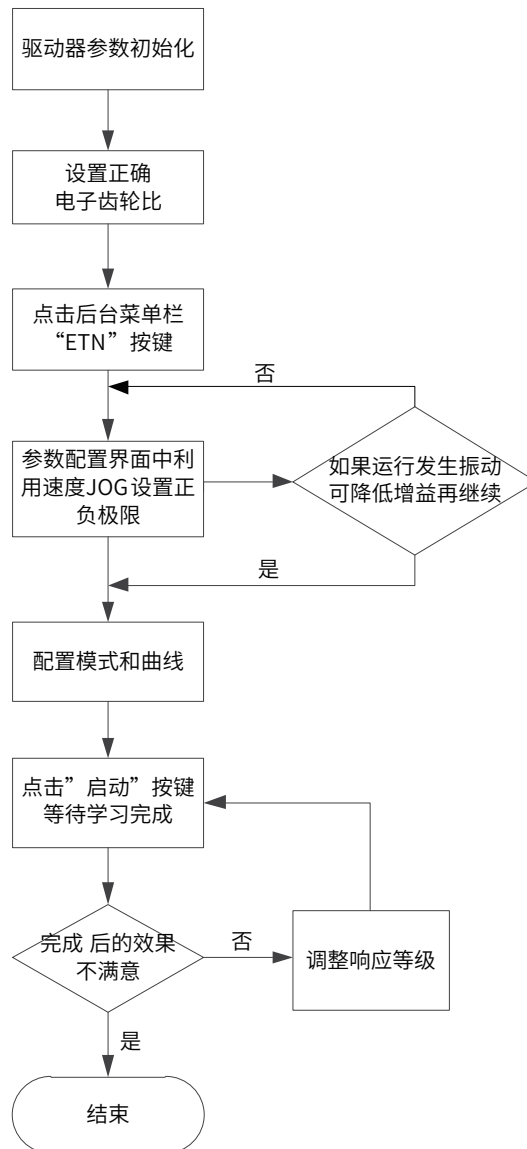 驱动器参数初始化
设置正确
电子齿轮比
点击后台菜单栏
“ETN”按键
否
参数配置界面中利
用速度JOG设置正
负极限
如果运行发生振动
可降低增益再继续
是
配置模式和曲线
点击”启动”按键
等待学习完成
完成 后的效果
不满意
否
调整响应等级
是
结束